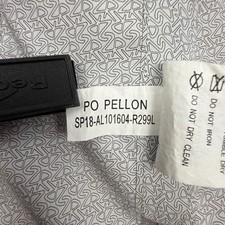 PO PELLON
SP18-AL101604-R299L
DO NOT IRON
DO NOT DRY CLEAN